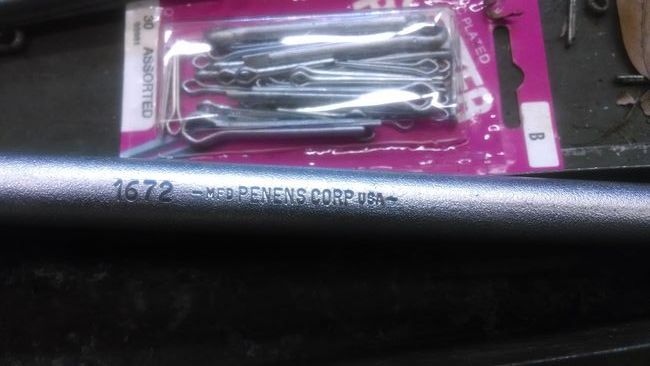 30 ASSORTED
PLATED
B
1672 -MFD PENENS CORP USA-